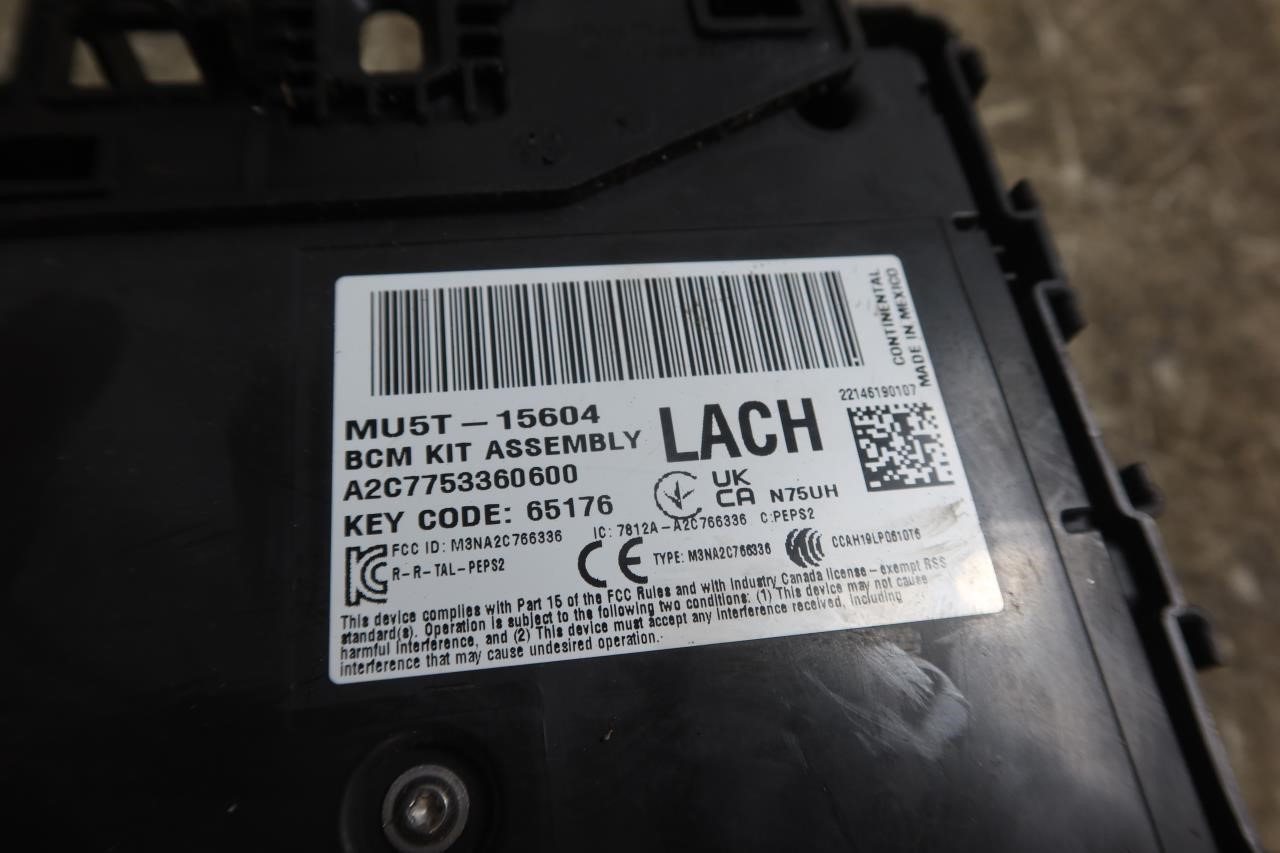 CONTINENTAL
MADE IN MEXICO
22146190107
MU5T - 15604
BCM KIT ASSEMBLY
LACH
A2C7753360600
UK
CA
N75UH
KEY CODE: 65176
FCC ID: M3NA2C766336
IC: 7812A-A2C766336 C:PEPS2
R-R-TAL-PEPS2
CE
TYPE: M3NA2C766336
CCAH19LP0610T6
This device complies with Part 15 of the FCC Rules and with Industry Canada license-exempt RSS
standard(s). Operation is subject to the following two conditions: (1) This device may not cause
harmful interference, and (2) This device must accept any interference received, including
interference that may cause undesired operation.